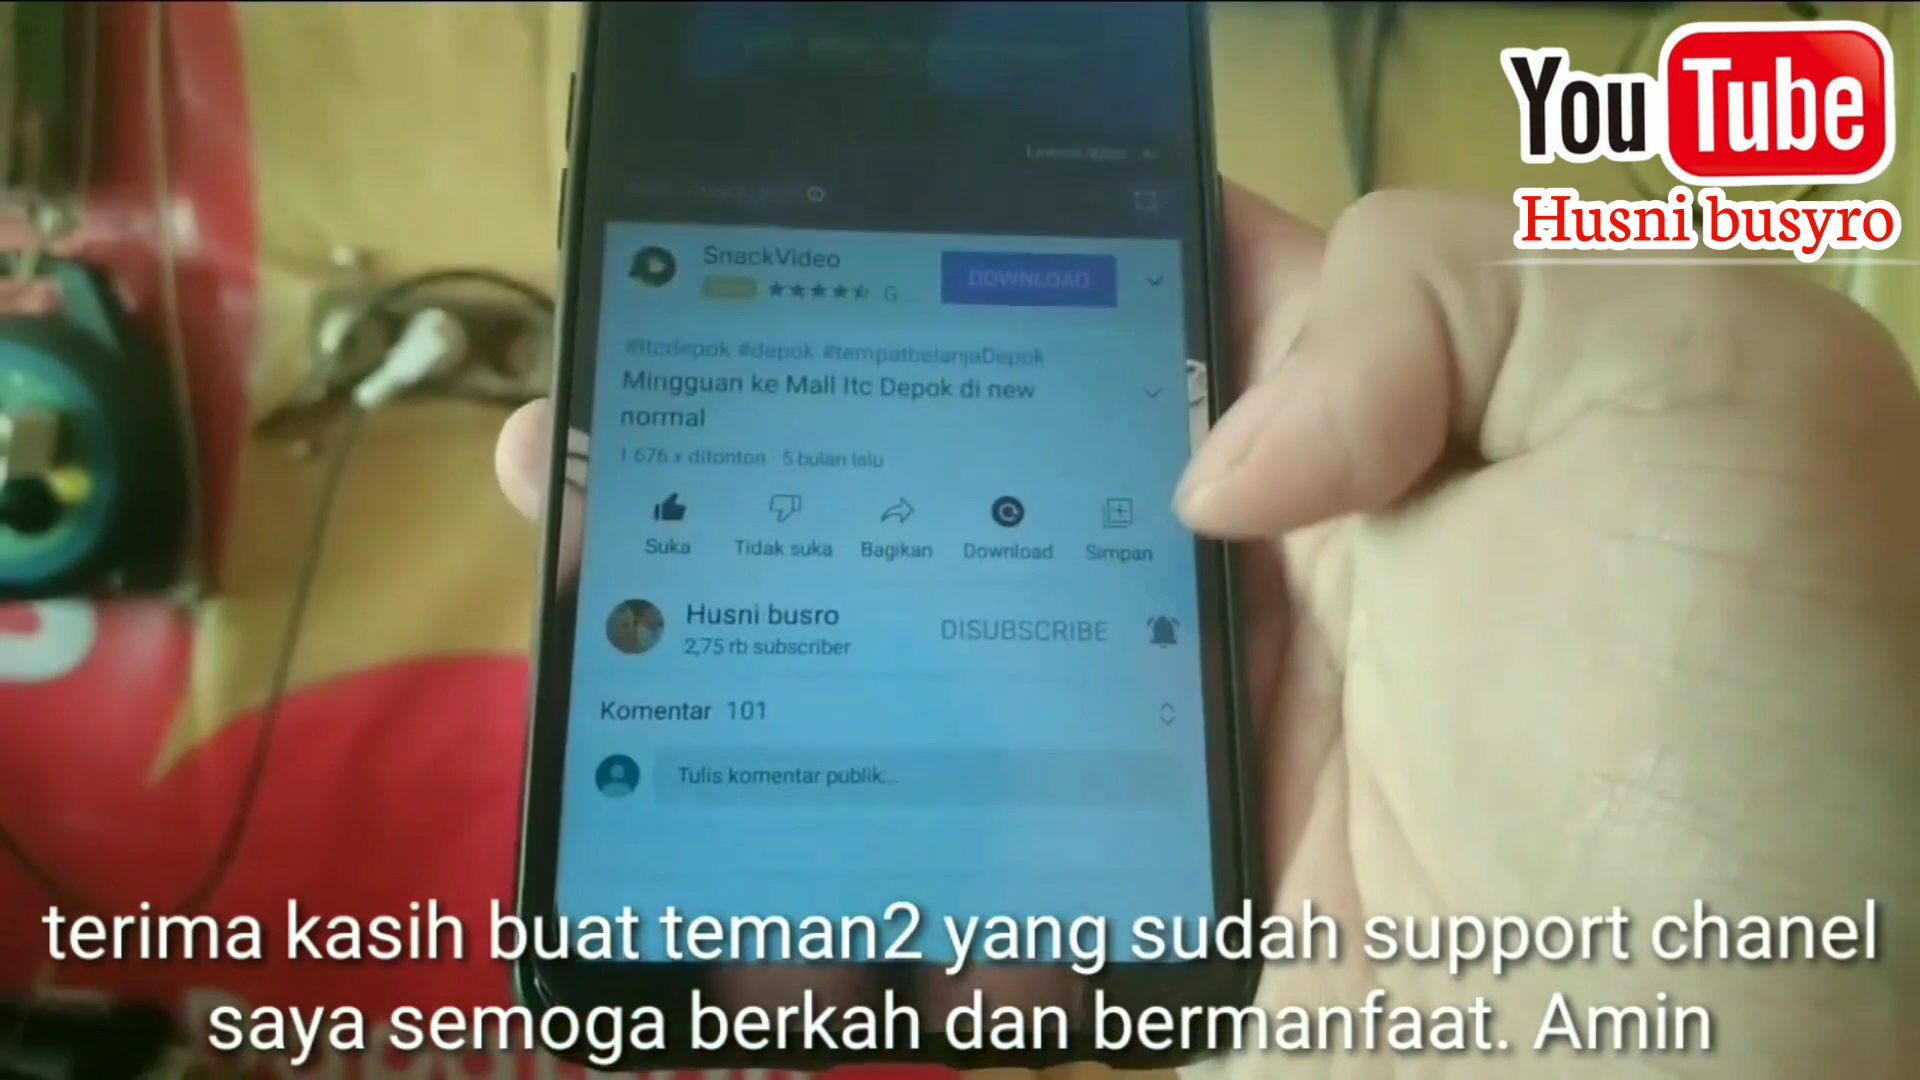 YouTube
Husni busyro
SnackVideo
DOWNLOAD
#itcdepok #depok #tempatbelanjaDepok
Mingguan ke Mall Itc Depok di new
normal
1.676 x ditonton 5 bulan lalu
Suka
Tidak suka
Bagikan
Download
Simpan
Husni busro
DISUBSCRIBE
2,75 rb subscriber
Komentar 101
Tulis komentar publik...
terima kasih buat teman2 yang sudah support chanel
saya semoga berkah dan bermanfaat. Amin